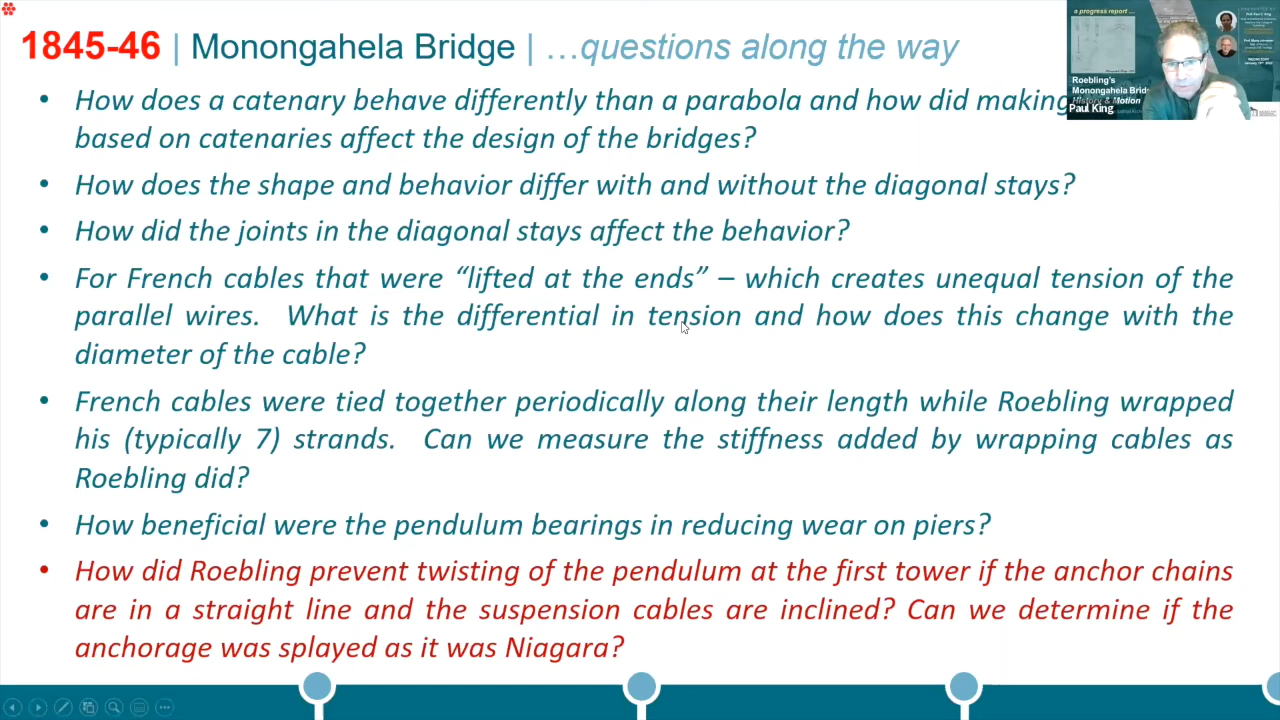 1845-46 | Monongahela Bridge | …questions along the way
a progress report ...
Roebling's
Monongahela Brid
History & Motion
Paul King
• How does a catenary behave differently than a parabola and how did making
based on catenaries affect the design of the bridges?
• How does the shape and behavior differ with and without the diagonal stays?
• How did the joints in the diagonal stays affect the behavior?
• For French cables that were “lifted at the ends” – which creates unequal tension of the
parallel wires. What is the differential in tension and how does this change with the
diameter of the cable?
• French cables were tied together periodically along their length while Roebling wrapped
his (typically 7) strands. Can we measure the stiffness added by wrapping cables as
Roebling did?
• How beneficial were the pendulum bearings in reducing wear on piers?
• How did Roebling prevent twisting of the pendulum at the first tower if the anchor chains
are in a straight line and the suspension cables are inclined? Can we determine if the
anchorage was splayed as it was Niagara?